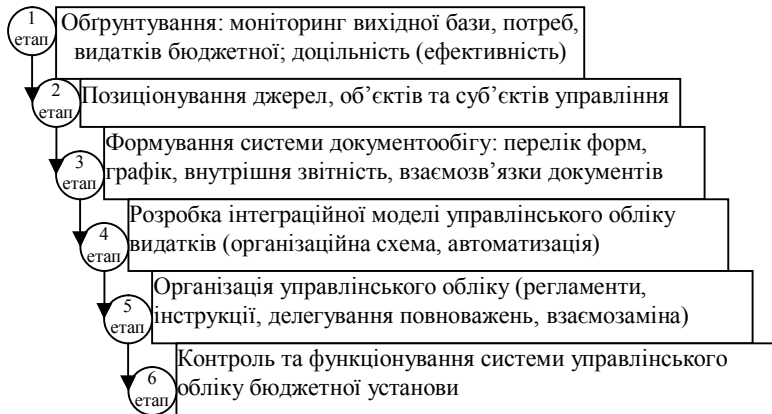 1
етап
Обґрунтування: моніторинг вихідної бази, потреб,
видатків бюджетної; доцільність (ефективність)
2
етап
Позиціонування джерел, об’єктів та суб’єктів управління
3
етап
Формування системи документообігу: перелік форм,
графік, внутрішня звітність, взаємозв’язки документів
4
етап
Розробка інтеграційної моделі управлінського обліку
видатків (організаційна схема, автоматизація)
5
етап
Організація управлінського обліку (регламенти,
інструкції, делегування повноважень, взаємозаміна)
6
етап
Контроль та функціонування системи управлінського
обліку бюджетної установи